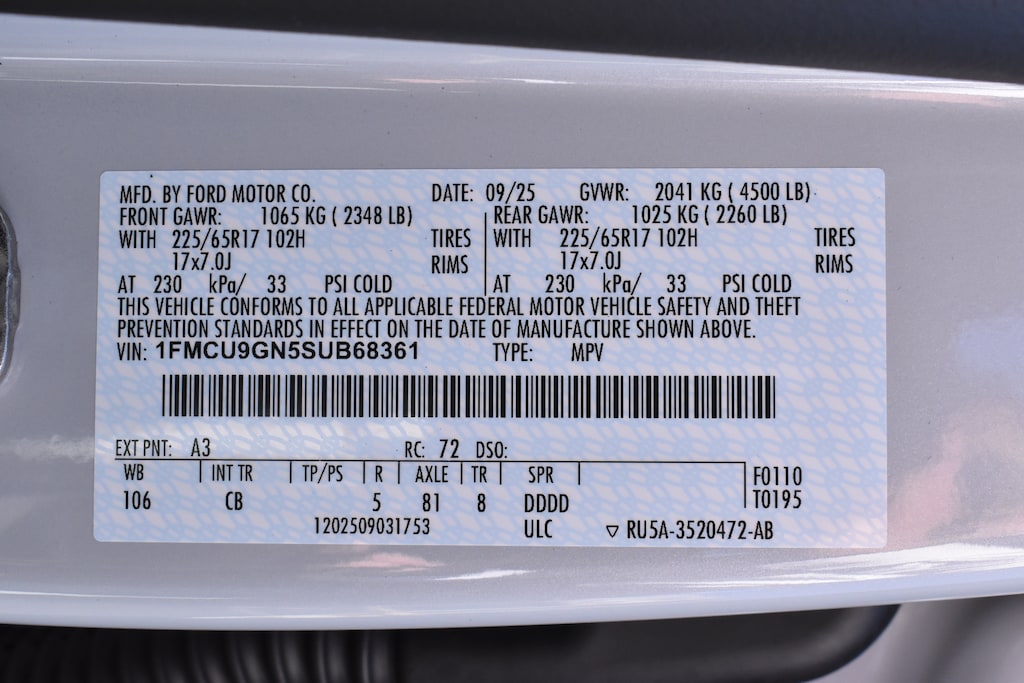 MFD. BY FORD MOTOR CO. DATE: 09/25 GVWR: 2041 KG ( 4500 LB)
FRONT GAWR: 1065 KG ( 2348 LB) REAR GAWR: 1025 KG ( 2260 LB)
WITH 225/65R17 102H TIRES WITH 225/65R17 102H TIRES
17x7.0J RIMS 17x7.0J RIMS
AT 230 kPa/ 33 PSI COLD AT 230 kPa/ 33 PSI COLD
THIS VEHICLE CONFORMS TO ALL APPLICABLE FEDERAL MOTOR VEHICLE SAFETY AND THEFT
PREVENTION STANDARDS IN EFFECT ON THE DATE OF MANUFACTURE SHOWN ABOVE.
VIN: 1FMCU9GN5SUB68361 TYPE: MPV
EXT PNT: A3 RC: 72 DSO:
WB INT TR TP/PS R AXLE TR SPR F0110
106 CB 5 81 8 DDDD T0195
1202509031753 ULC ▽ RU5A-3520472-AB